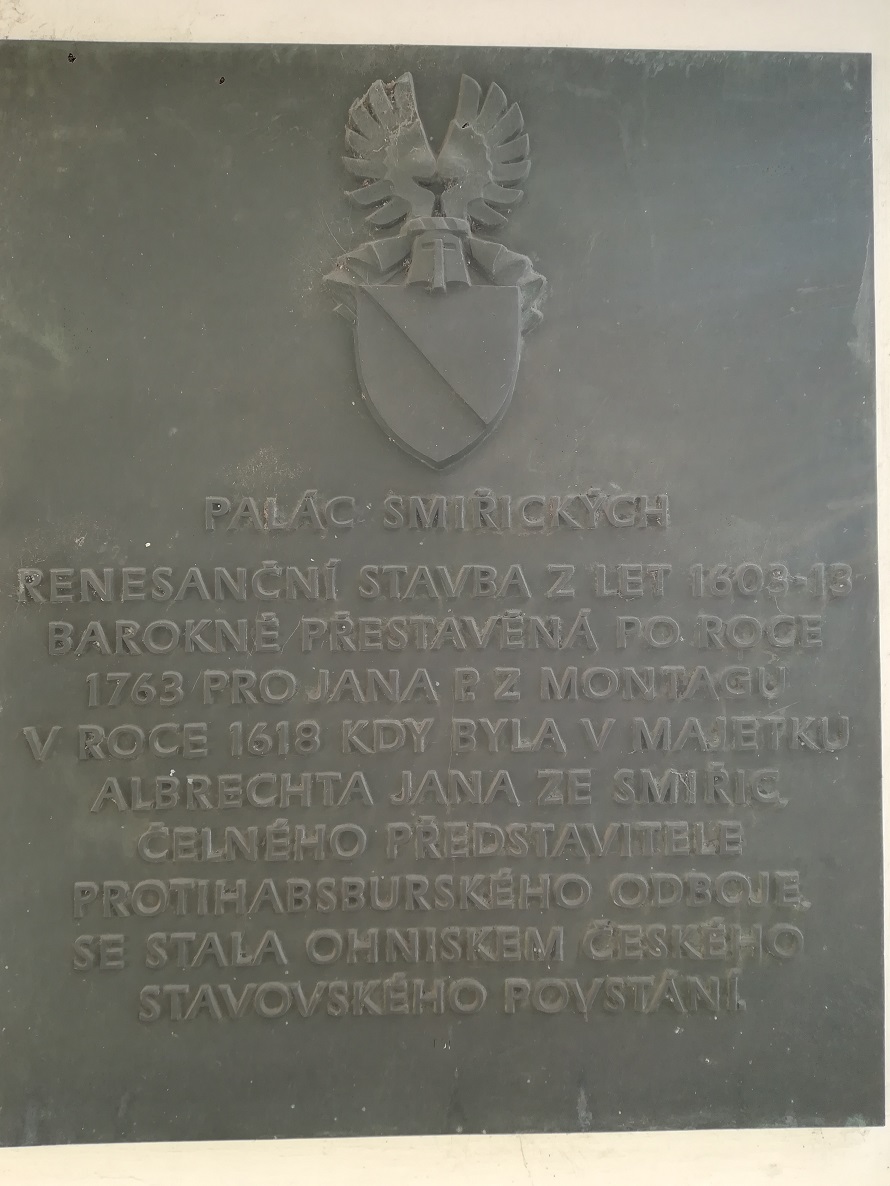 PALÁC SMIŘICKÝCH
RENESANČNÍ STAVBA Z LET 1603-13
BAROKNĚ PŘESTAVĚNA PO ROCE
1763 PRO JANA P. Z MONTAGU
V ROCE 1618 KDY BYLA V MAJETKU
ALBRECHTA JANA ZE SMIŘIC,
ČELNÉHO PŘEDSTAVITELE
PROTIHABSBURSKÉHO ODBOJE,
SE STALA OHNISKEM ČESKÉHO
STAVOVSKÉHO POVSTÁNÍ.